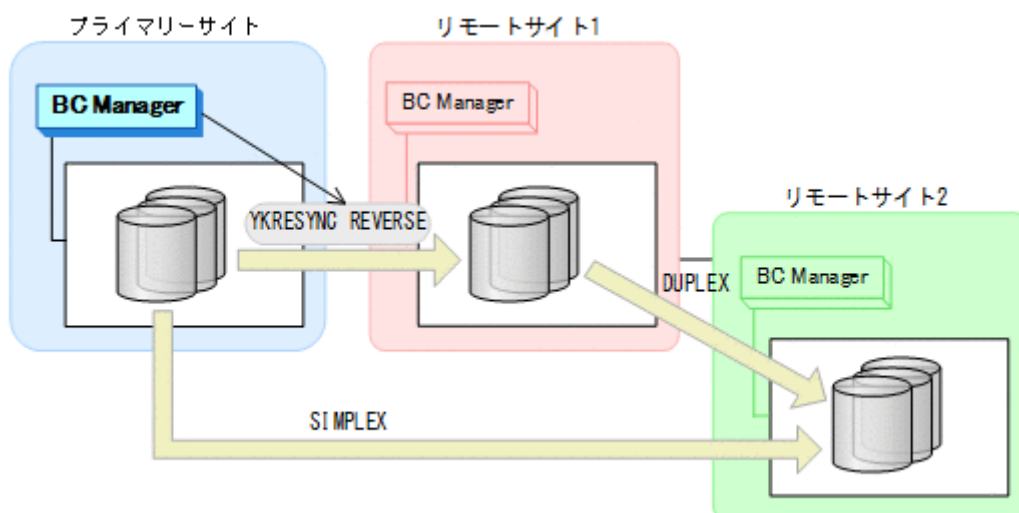 プライマリーサイト
リモートサイト1
BC Manager
BC Manager
リモートサイト2
YKRESYNC REVERSE
DUPLEX
BC Manager
SIMPLEX